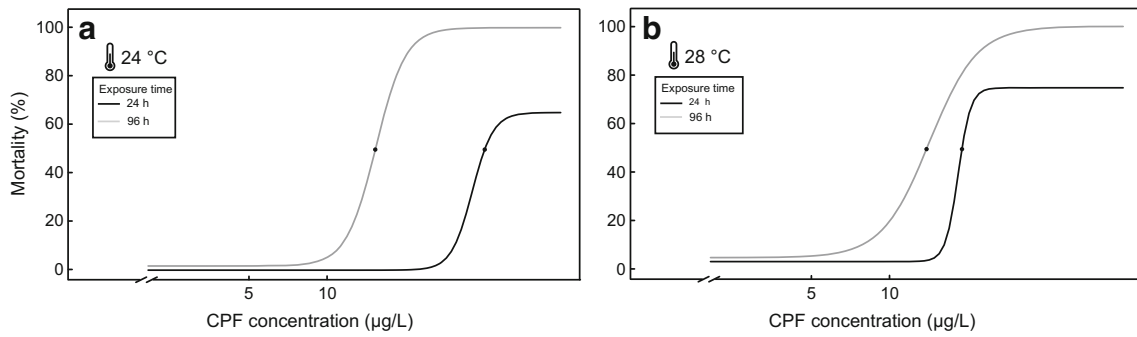 a
24 °C
Exposure time
24 h
96 h
Mortality (%)
100
80
60
40
20
0
5 10
CPF concentration (µg/L)
b
28 °C
Exposure time
24 h
96 h
100
80
60
40
20
0
5 10
CPF concentration (µg/L)